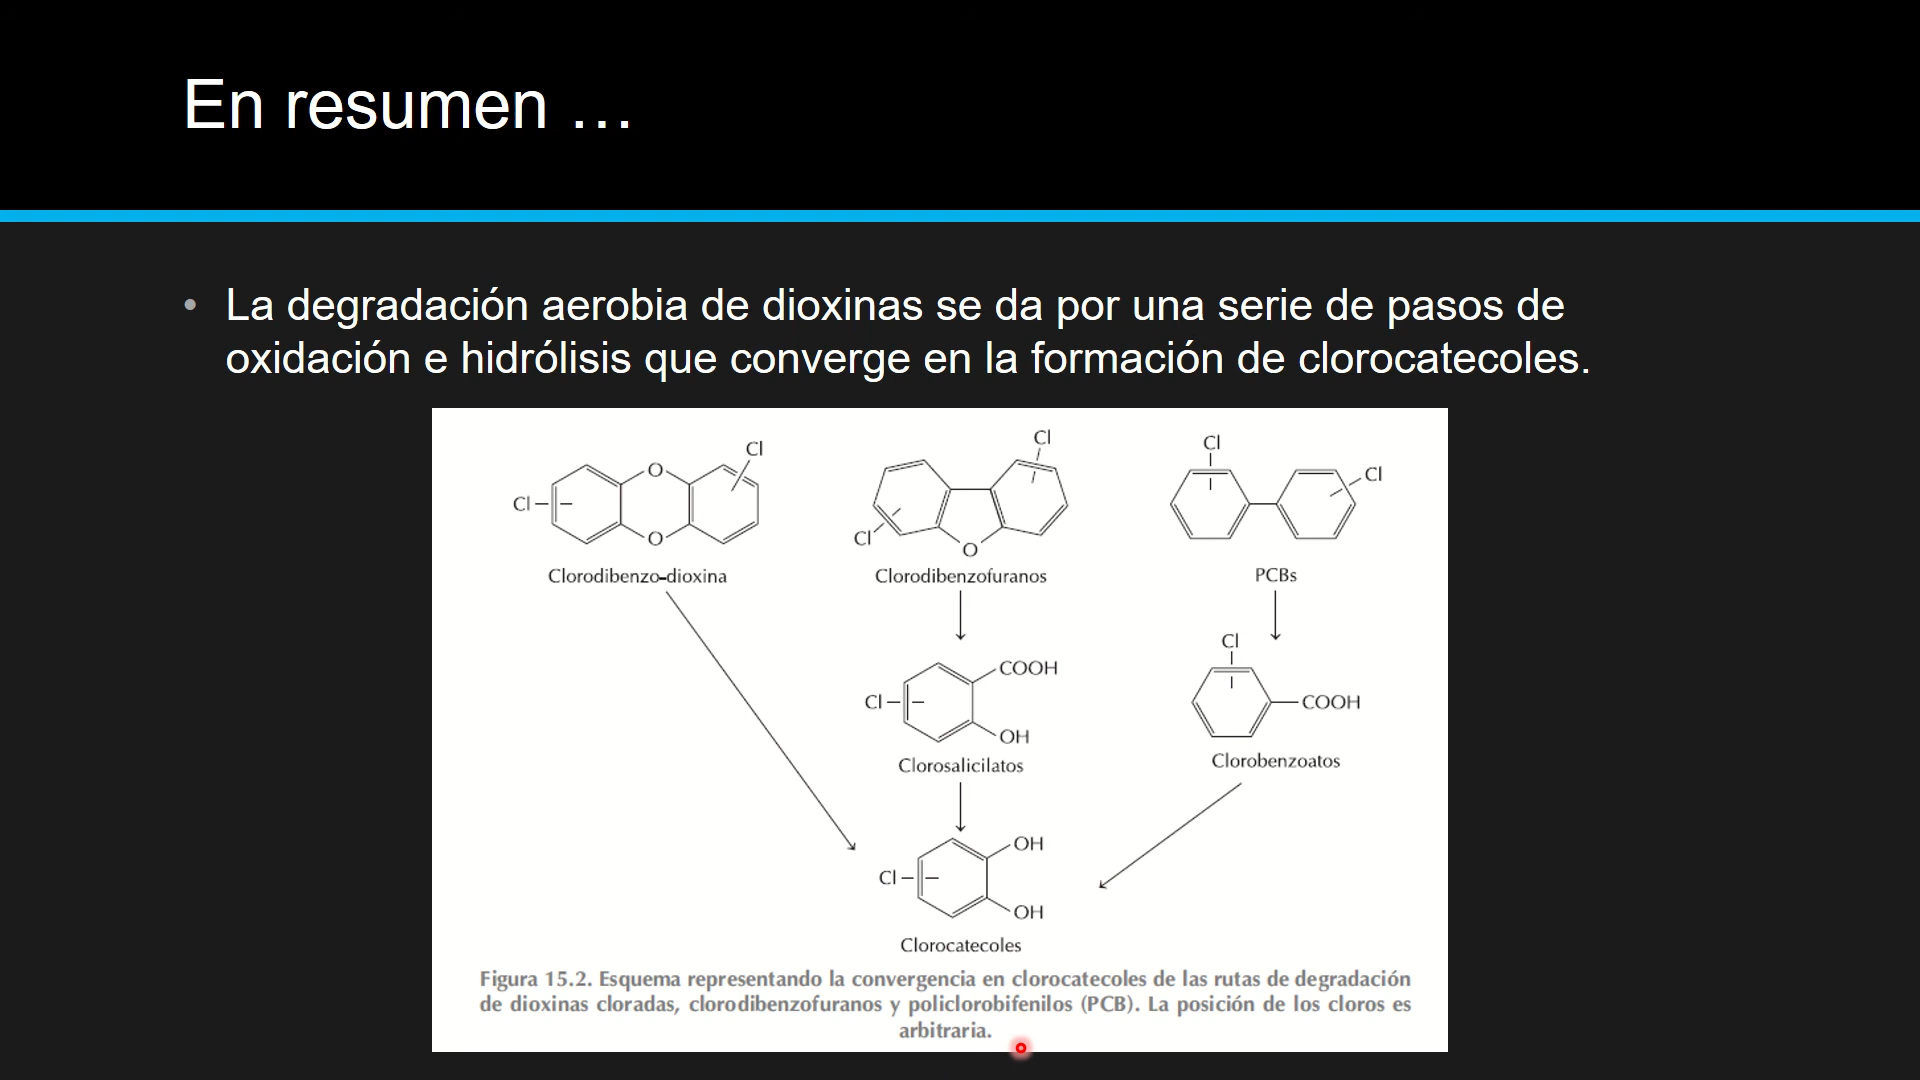 En resumen …
• La degradación aerobia de dioxinas se da por una serie de pasos de
oxidación e hidrólisis que converge en la formación de clorocatecoles.
Cl
O
Cl
O
Clorodibenzo-dioxina
Cl
Cl
O
Clorodibenzofuranos
Cl
Cl
PCBs
COOH
Cl
OH
Clorosalicilatos
Cl
COOH
Clorobenzoatos
OH
Cl
OH
Clorocatecoles
Figura 15.2. Esquema representando la convergencia en clorocatecoles de las rutas de degradación
de dioxinas cloradas, clorodibenzofuranos y policlorobifenilos (PCB). La posición de los cloros es
arbitraria.